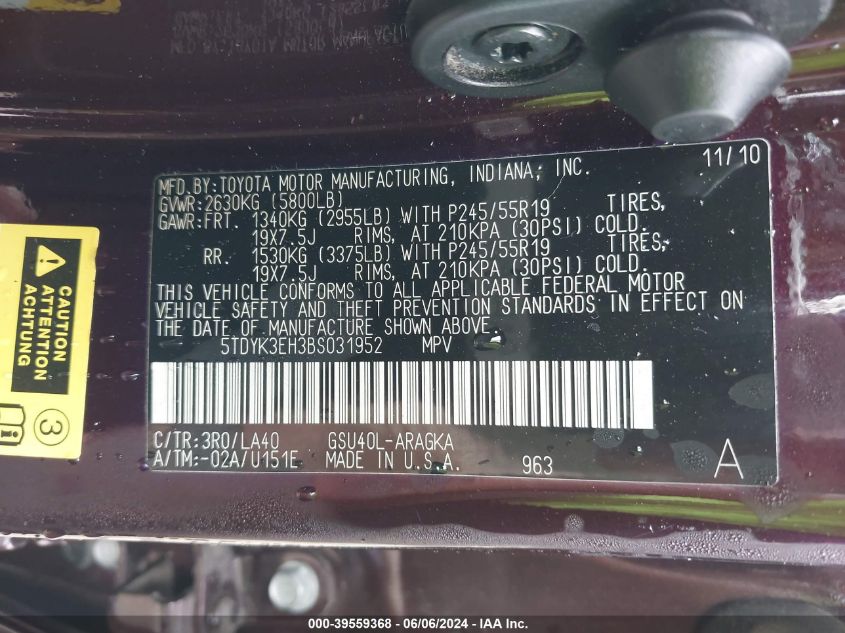 11/10
MFD.BY:TOYOTA MOTOR MANUFACTURING, INDIANA, INC.
GVWR:2630KG (5800LB)
GAWR:FRT. 1340KG (2955LB) WITH P245/55R19 TIRES,
19X7.5J RIMS, AT 210KPA (30PSI) COLD.
RR. 1530KG (3375LB) WITH P245/55R19 TIRES,
19X7.5J RIMS, AT 210KPA (30PSI) COLD.
THIS VEHICLE CONFORMS TO ALL APPLICABLE FEDERAL MOTOR
VEHICLE SAFETY AND THEFT PREVENTION STANDARDS IN EFFECT ON
THE DATE OF MANUFACTURE SHOWN ABOVE.
5TDYK3EH3BS031952 MPV
C/TR:3R0/LA40 GSU40L-ARAGKA
A/TM:-02A/U151E MADE IN U.S.A. 963 A
CAUTION
ATTENTION
ACHTUNG
3
000-39559368 - 06/06/2024 - IAA Inc.